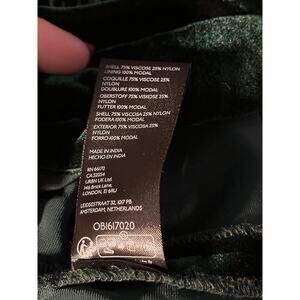 SHELL 75% VISCOSE 25% NYLON
LINING 100% MODAL
COQUILLE 75% VISCOSE 25%
NYLON
DOUBLURE 100% MODAL
OBERSTOFF 75% VISKOSE 25%
NYLON
FUTTER 100% MODAL
SHELL 75% VISCOSA 25% NYLON
FODERA 100% MODAL
EXTERIOR 75% VISCOSA 25%
NYLON
FORRO 100% MODAL
MADE IN INDIA
HECHO EN INDIA
RN 66170
CA 32554
URBN UK Ltd
146 Brick Lane,
LONDON, E1 6RU
LEIDSESTRAAT 32, 1017 PB
AMSTERDAM, NETHERLANDS
OB1617020